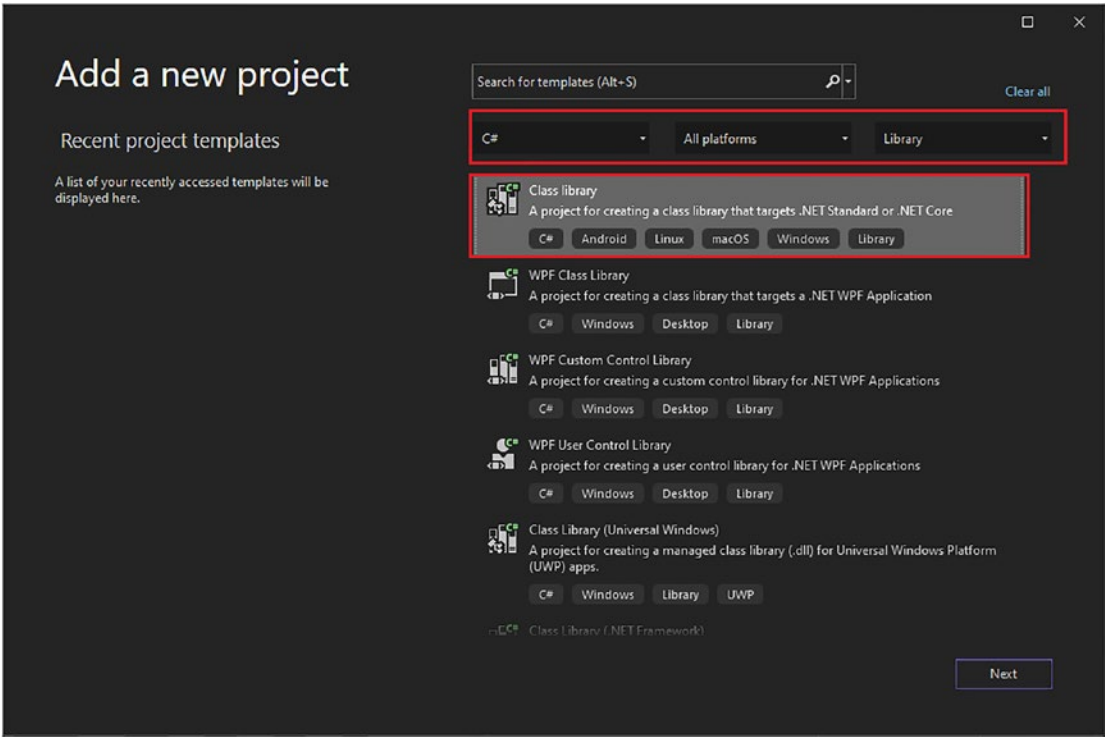 Add a new project
Search for templates (Alt+S)
Clear all
Recent project templates
A list of your recently accessed templates will be
displayed here.
C#
All platforms
Library
C#
Class library
A project for creating a class library that targets .NET Standard or .NET Core
C# Android Linux macOS Windows Library
C#
WPF Class Library
A project for creating a class library that targets a .NET WPF Application
C# Windows Desktop Library
C#
WPF Custom Control Library
A project for creating a custom control library for .NET WPF Applications
C# Windows Desktop Library
C#
WPF User Control Library
A project for creating a user control library for .NET WPF Applications
C# Windows Desktop Library
C#
Class Library (Universal Windows)
A project for creating a managed class library (.dll) for Universal Windows Platform
(UWP) apps.
C# Windows Library UWP
C#
Class Library (.NET Framework)
Next